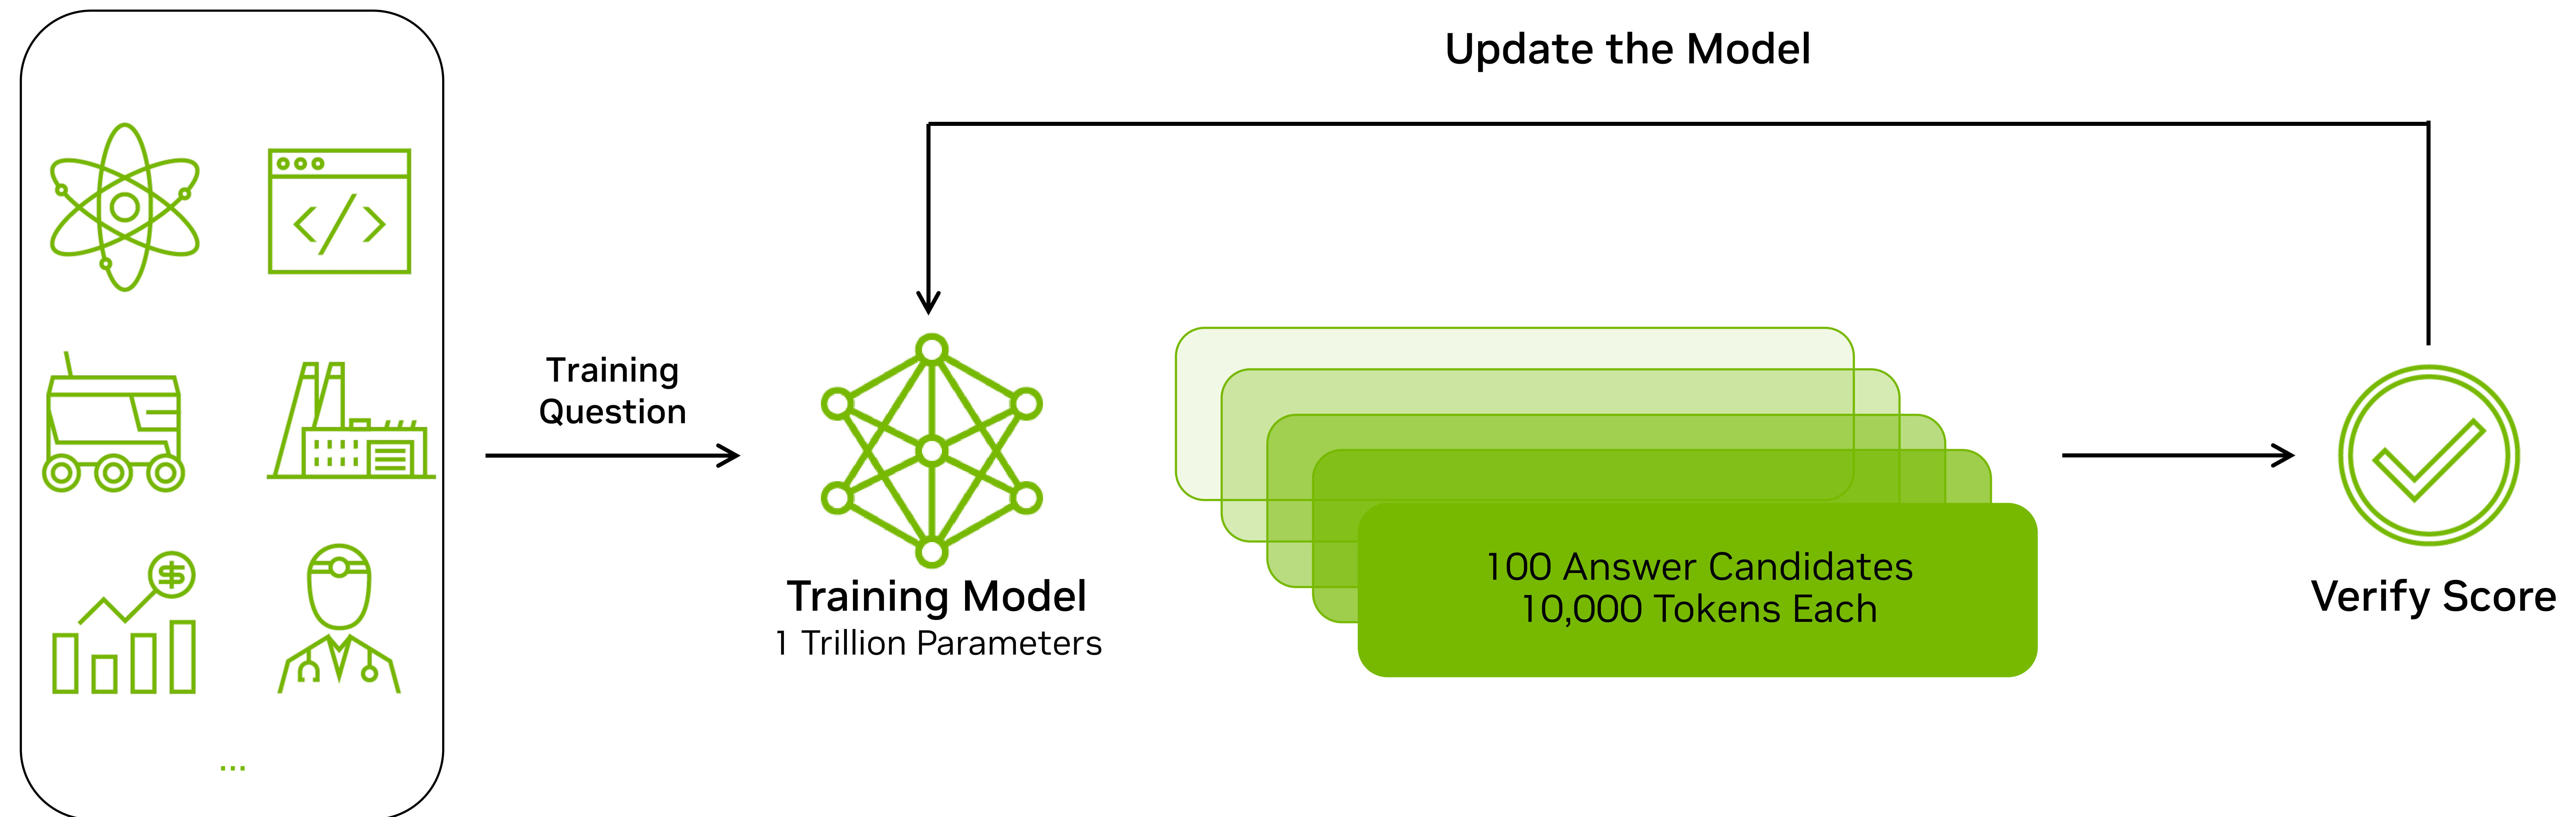 Update the Model
Training
Question
Training Model
1 Trillion Parameters
100 Answer Candidates
10,000 Tokens Each
Verify Score
$
</>
...